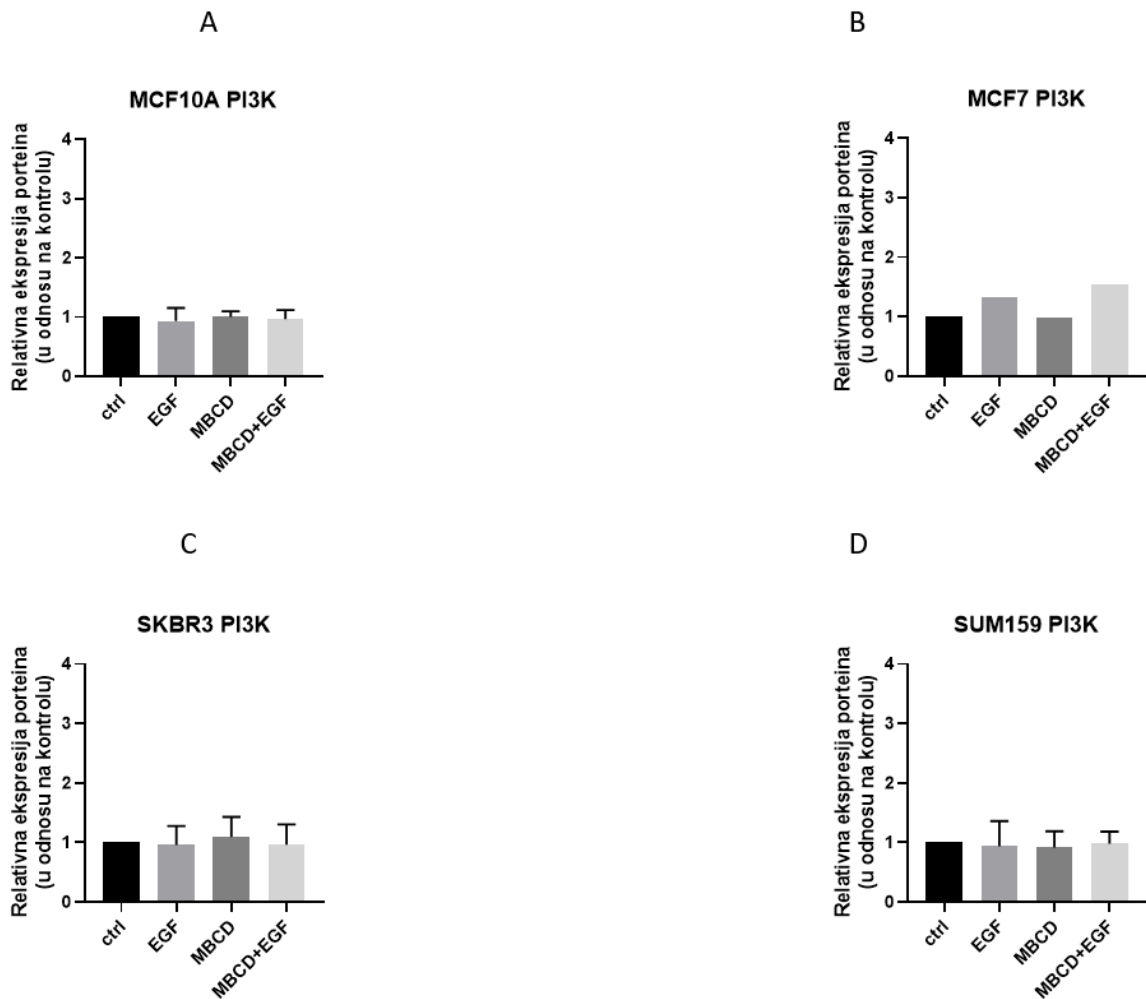 A
MCF10A PI3K
Relativna ekspresija porteina
(u odnosu na kontrolu)
4
3
2
1
0
ctrl
EGF
MBCD
MBCD+EGF
B
MCF7 PI3K
Relativna ekspresija porteina
(u odnosu na kontrolu)
4
3
2
1
0
ctrl
EGF
MBCD
MBCD+EGF
C
SKBR3 PI3K
Relativna ekspresija porteina
(u odnosu na kontrolu)
4
3
2
1
0
ctrl
EGF
MBCD
MBCD+EGF
D
SUM159 PI3K
Relativna ekspresija porteina
(u odnosu na kontrolu)
4
3
2
1
0
ctrl
EGF
MBCD
MBCD+EGF